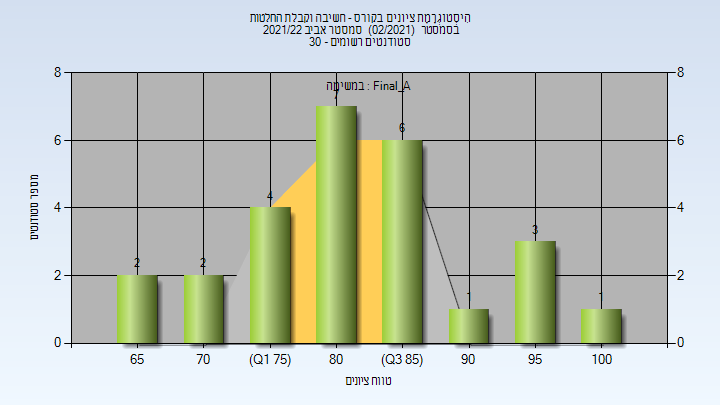 היסטוגרמת ציונים בקורס - חשיבה וקבלת החלטות
בסמסטר (02/2021) סמסטר אביב 2021/22
סטודנטים רשומים - 30
במשימה : Final_A
8 8
6 6
4 4
2 2
0 0
מספר סטודנטים
2 2 4 7 6 1 3 1
65 70 (Q1 75) 80 (Q3 85) 90 95 100
טווח ציונים